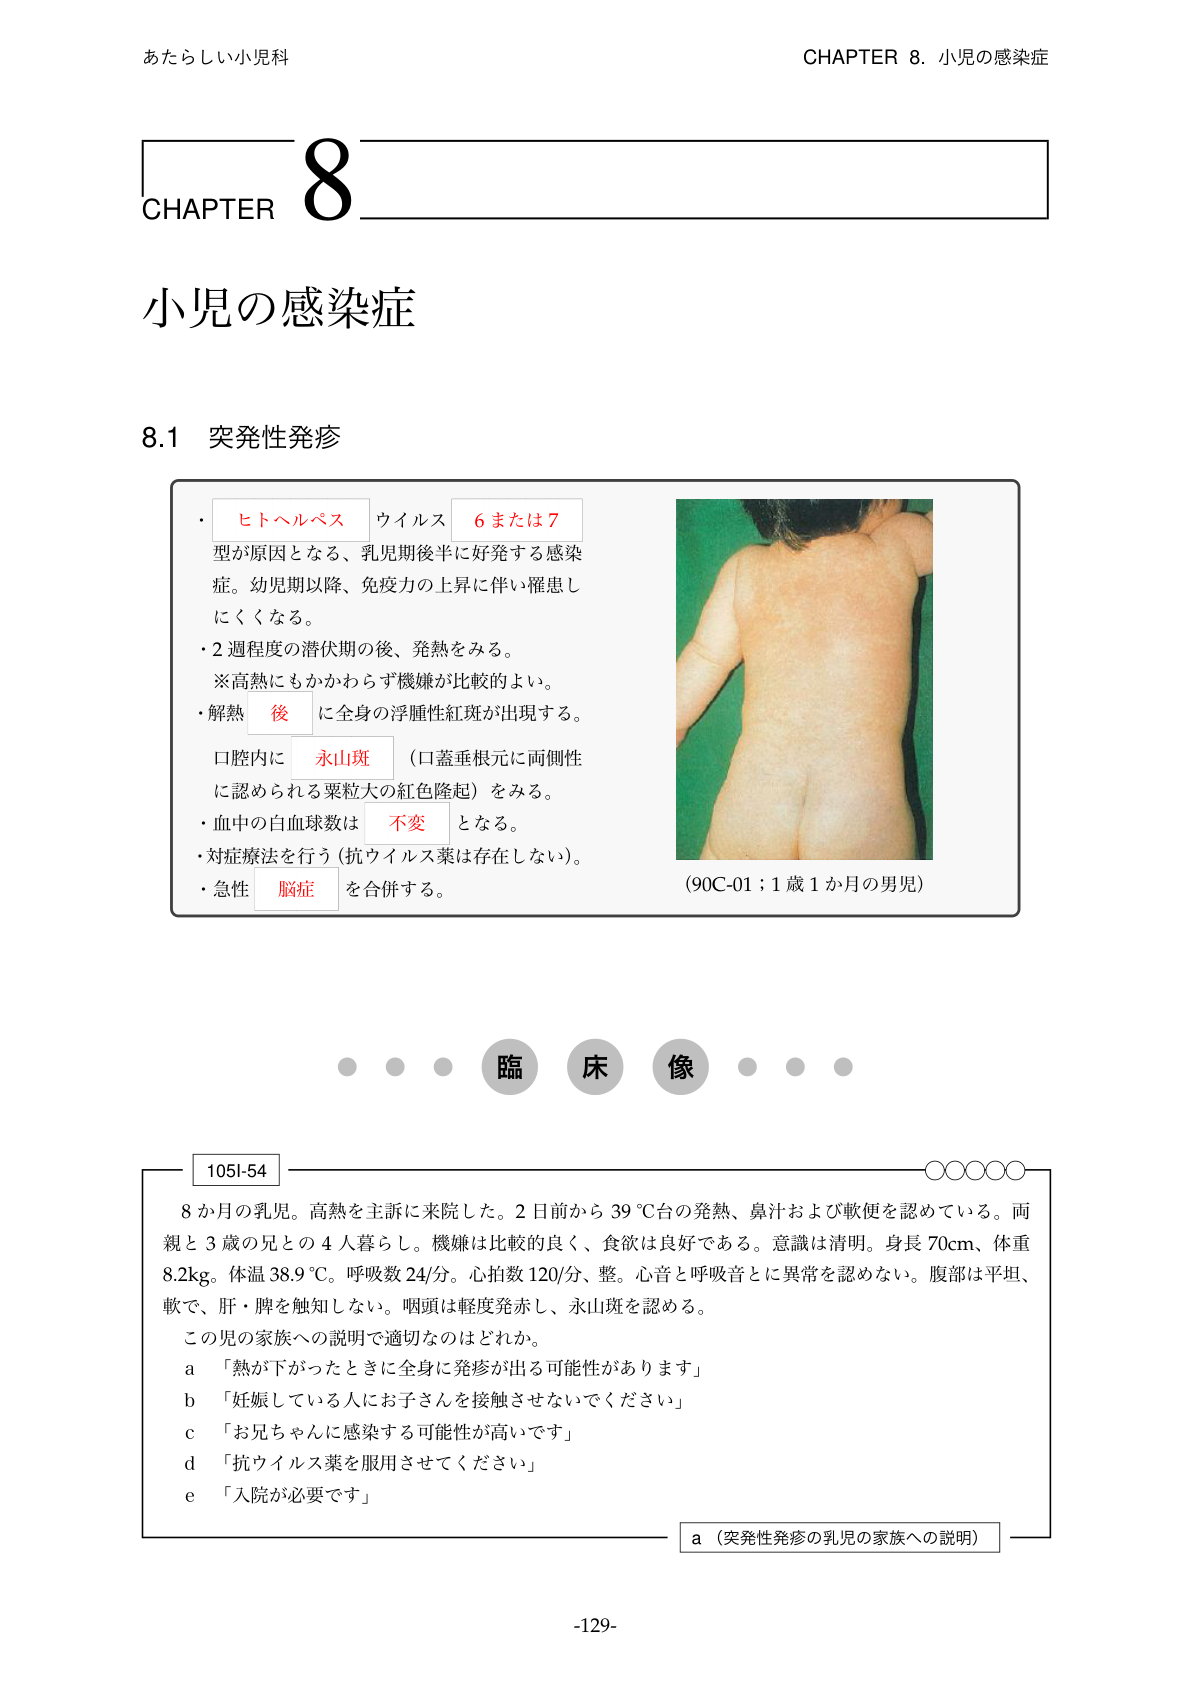 あたらしい小児科
CHAPTER 8. 小児の感染症
CHAPTER 8
小児の感染症
8.1 突発性発疹
・ヒトヘルペス ウイルス 6または7
型が原因となる、乳児期後半に好発する感染
症。幼児期以降、免疫力の上昇に伴い罹患し
にくくなる。
・2週程度の潜伏期の後、発熱をみる。
※高熱にもかかわらず機嫌が比較的よい。
・解熱 後 に全身の浮腫性紅斑が出現する。
口腔内に 永山斑 （口蓋垂根元に両側性
に認められる粟粒大の紅色隆起）をみる。
・血中の白血球数は 不変 となる。
・対症療法を行う（抗ウイルス薬は存在しない）。
・急性 脳症 を合併する。
（90C-01；1歳1か月の男児）
臨床像
105I-54
8か月の乳児。高熱を主訴に来院した。2日前から39℃台の発熱、鼻汁および軟便を認めている。両
親と3歳の兄との4人暮らし。機嫌は比較的良く、食欲は良好である。意識は清明。身長70cm、体重
8.2kg。体温38.9℃。呼吸数24/分。心拍数120/分、整。心音と呼吸音とに異常を認めない。腹部は平坦、
軟で、肝・脾を触知しない。咽頭は軽度発赤し、永山斑を認める。
この児の家族への説明で適切なのはどれか。
a 「熱が下がったときに全身に発疹が出る可能性があります」
b 「妊娠している人にお子さんを接触させないでください」
c 「お兄ちゃんに感染する可能性が高いです」
d 「抗ウイルス薬を服用させてください」
e 「入院が必要です」
a （突発性発疹の乳児の家族への説明）
-129-